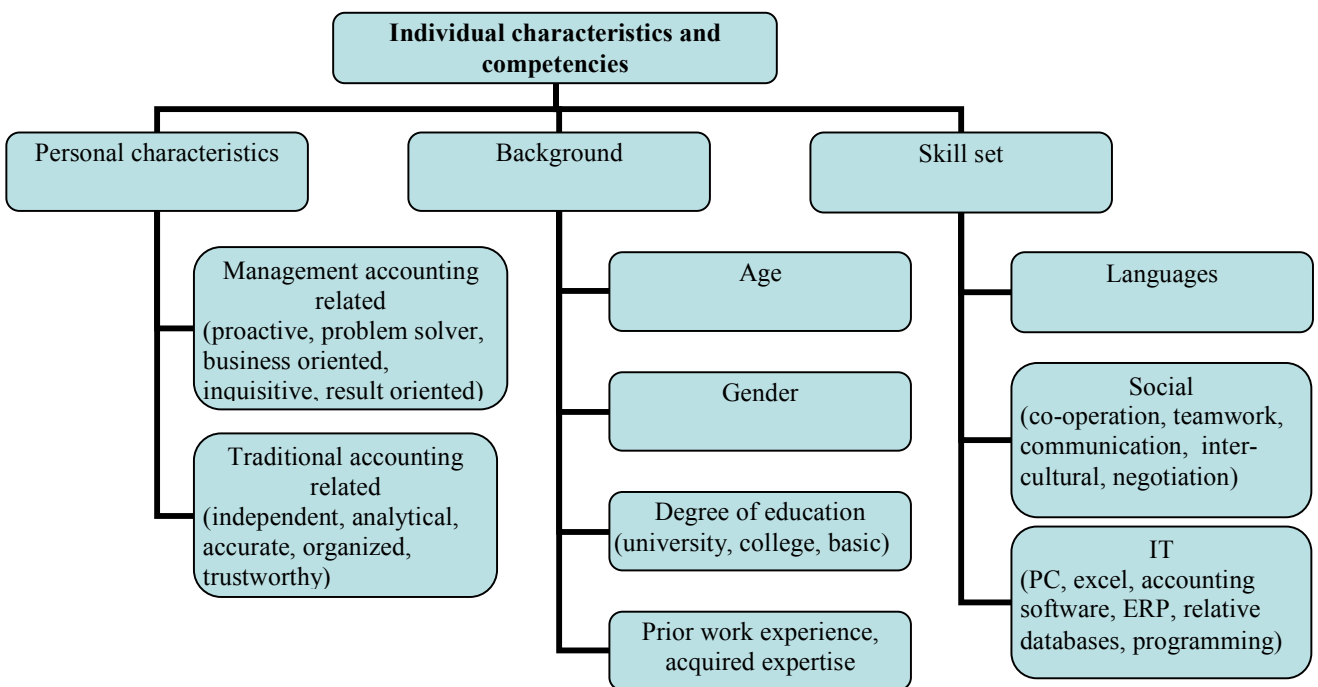 Individual characteristics and
competencies
Personal characteristics
Background
Skill set
Management accounting
related
(proactive, problem solver,
business oriented,
inquisitive, result oriented)
Traditional accounting
related
(independent, analytical,
accurate, organized,
trustworthy)
Age
Gender
Degree of education
(university, college, basic)
Prior work experience,
acquired expertise
Languages
Social
(co-operation, teamwork,
communication,  inter-
cultural, negotiation)
IT
(PC, excel, accounting
software, ERP, relative
databases, programming)